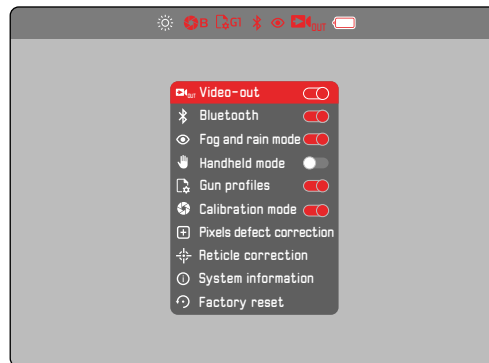 B G1 OUT
OUT Video-out
Bluetooth
Fog and rain mode
Handheld mode
Gun profiles
Calibration mode
Pixels defect correction
Reticle correction
System information
Factory reset